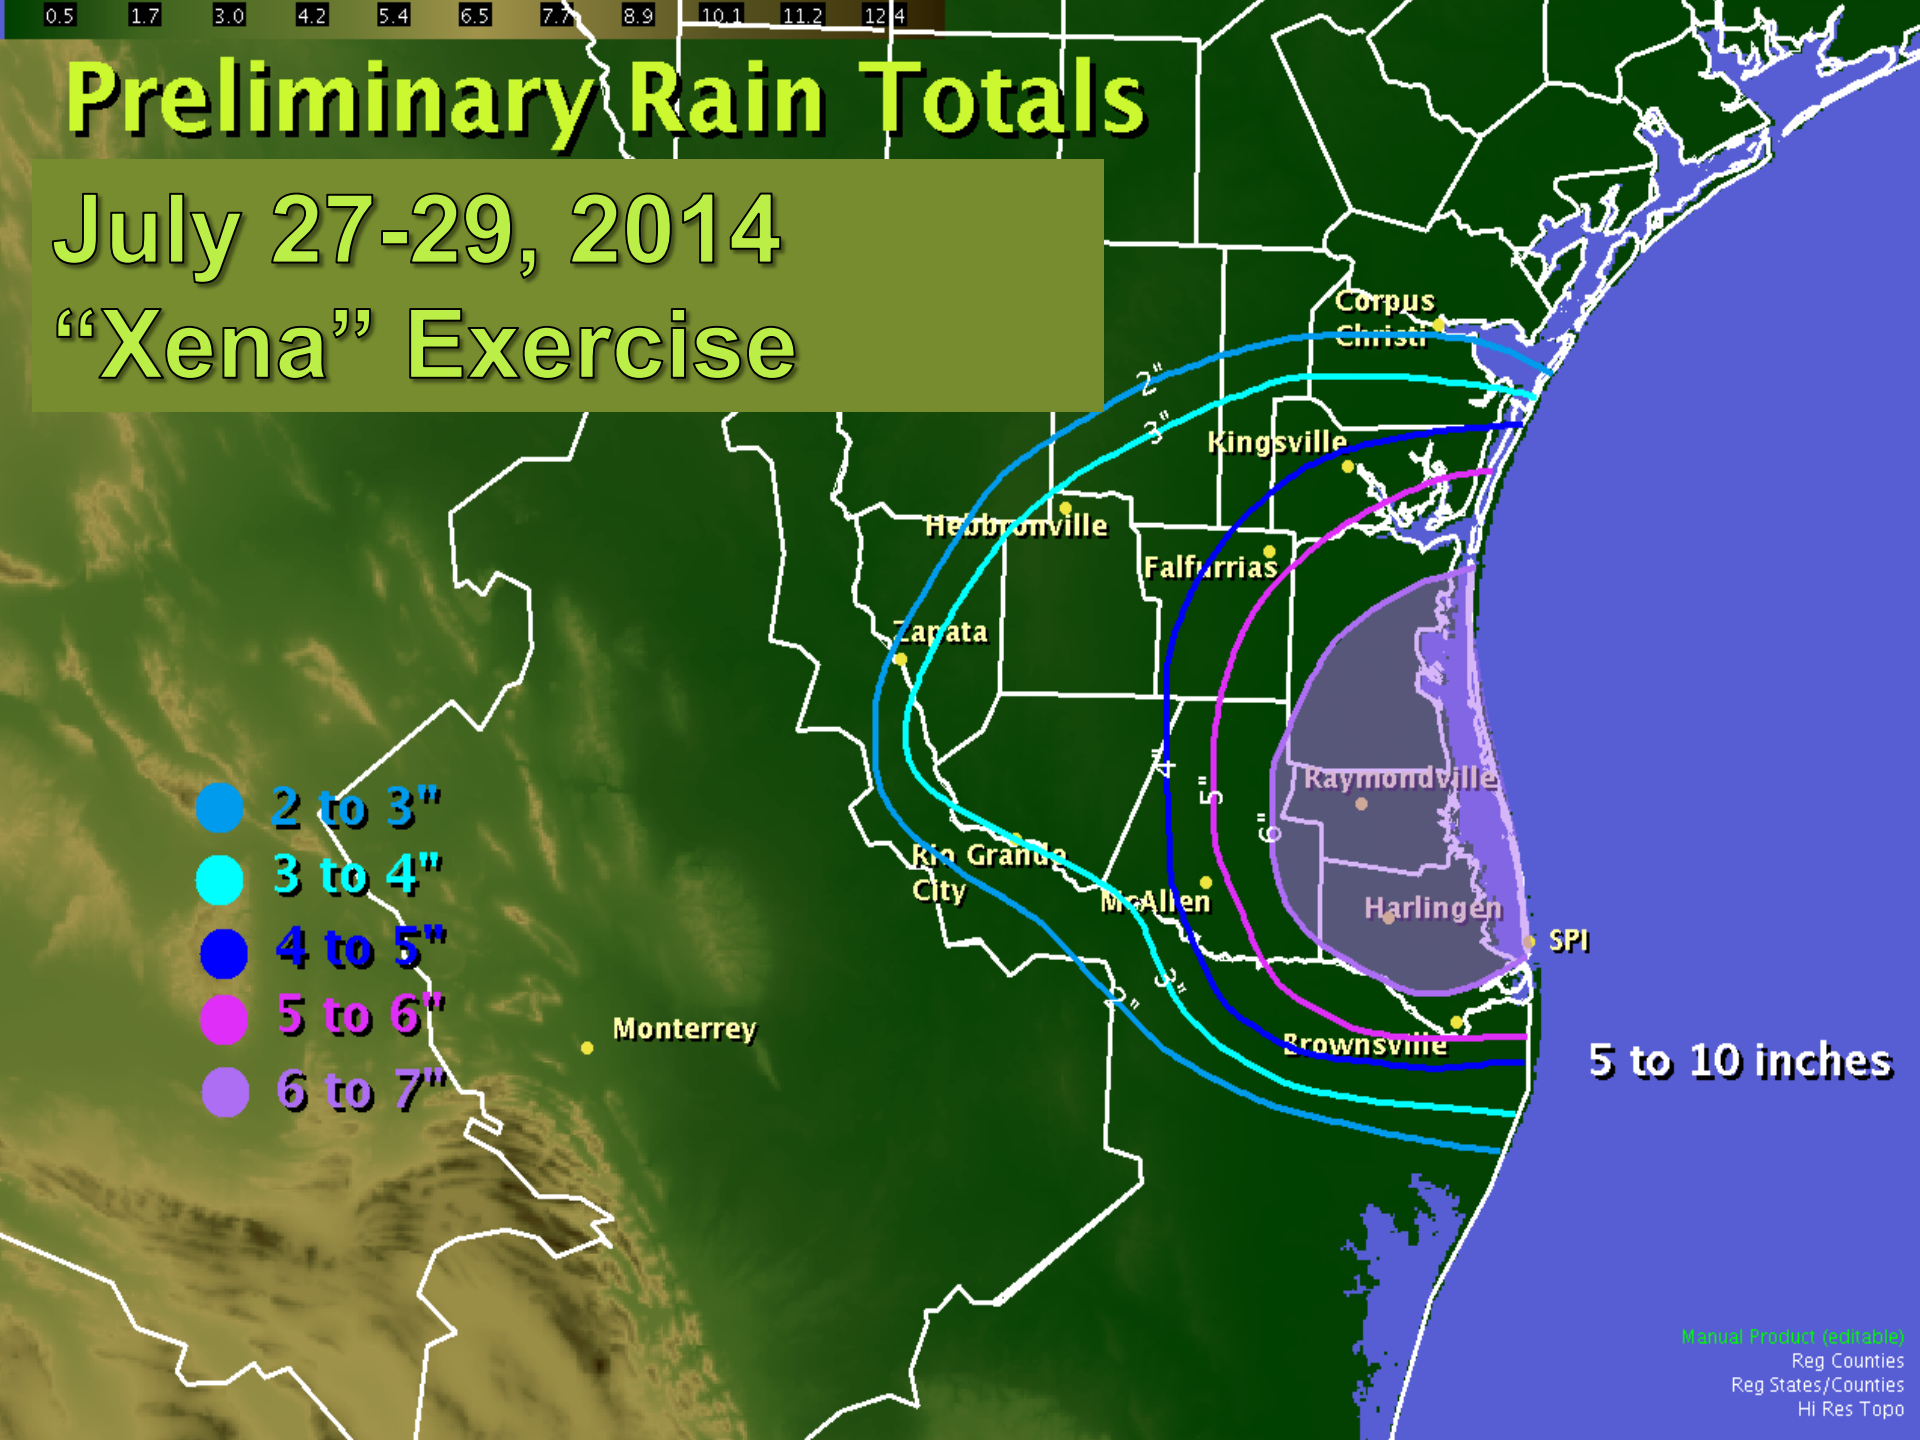 0.5 1.7 3.0 4.2 5.4 6.5 7.7 8.9 10.1 11.2 12.4
Preliminary Rain Totals
July 27-29, 2014
“Xena” Exercise
Corpus
Christi
2"
3"
Kingsville
Hebbronville
Falfurrias
Zapata
4"
5"
6"
Raymondville
Rio Grande
City
McAllen
Harlingen
SPI
3"
2"
Brownsville
Monterrey
2 to 3"
3 to 4"
4 to 5"
5 to 6"
6 to 7"
5 to 10 inches
Manual Product (editable)
Reg Counties
Reg States/Counties
Hi Res Topo